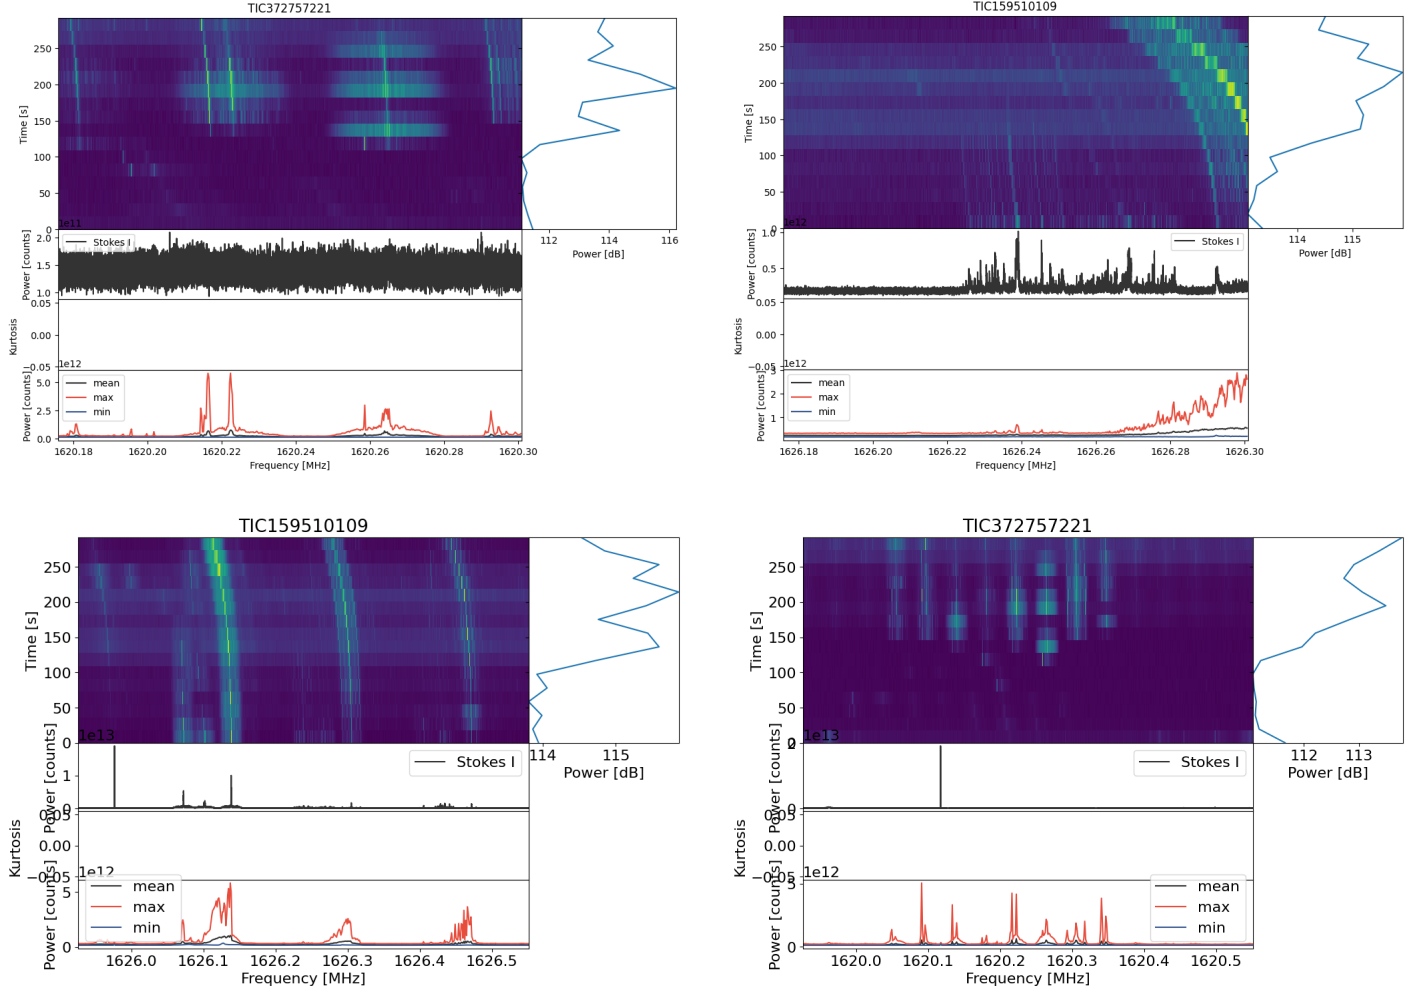 TIC372757221
250
200
150
100
50
0
Time [s]
1e11
112 114 116
Power [dB]
2.0
1.5
1.0
Power [counts]
Stokes I
0.05
0.00
−0.05
Kurtosis
1e12
5.0
2.5
0.0
Power [counts]
mean
max
min
1620.18 1620.20 1620.22 1620.24 1620.26 1620.28 1620.30
Frequency [MHz]
TIC159510109
250
200
150
100
50
0
Time [s]
1e12
114 115
Power [dB]
1.0
0.5
Power [counts]
Stokes I
0.05
0.00
−0.05
Kurtosis
1e12
3
2
1
Power [counts]
mean
max
min
1626.18 1626.20 1626.22 1626.24 1626.26 1626.28 1626.30
Frequency [MHz]
TIC159510109
250
200
150
100
50
0
Time [s]
1e13
114 115
Power [dB]
1
0
Power [counts]
Stokes I
0.05
0.00
−0.05
Kurtosis
1e12
5
0
Power [counts]
mean
max
min
1626.0 1626.1 1626.2 1626.3 1626.4 1626.5
Frequency [MHz]
TIC372757221
250
200
150
100
50
0
Time [s]
1e13
112 113
Power [dB]
2
0
Power [counts]
Stokes I
0.05
0.00
−0.05
Kurtosis
1e12
5
0
Power [counts]
mean
max
min
1620.0 1620.1 1620.2 1620.3 1620.4 1620.5
Frequency [MHz]